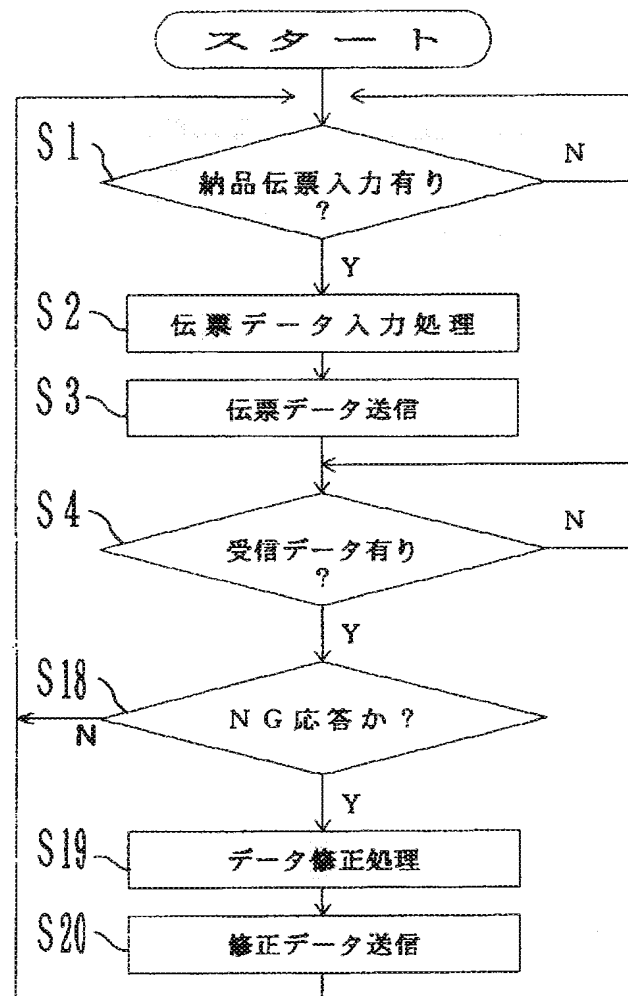 スタート
S1
納品伝票入力有り
?
N
Y
S2
伝票データ入力処理
S3
伝票データ送信
S4
受信データ有り
?
N
Y
S18
NG応答か?
N
Y
S19
データ修正処理
S20
修正データ送信